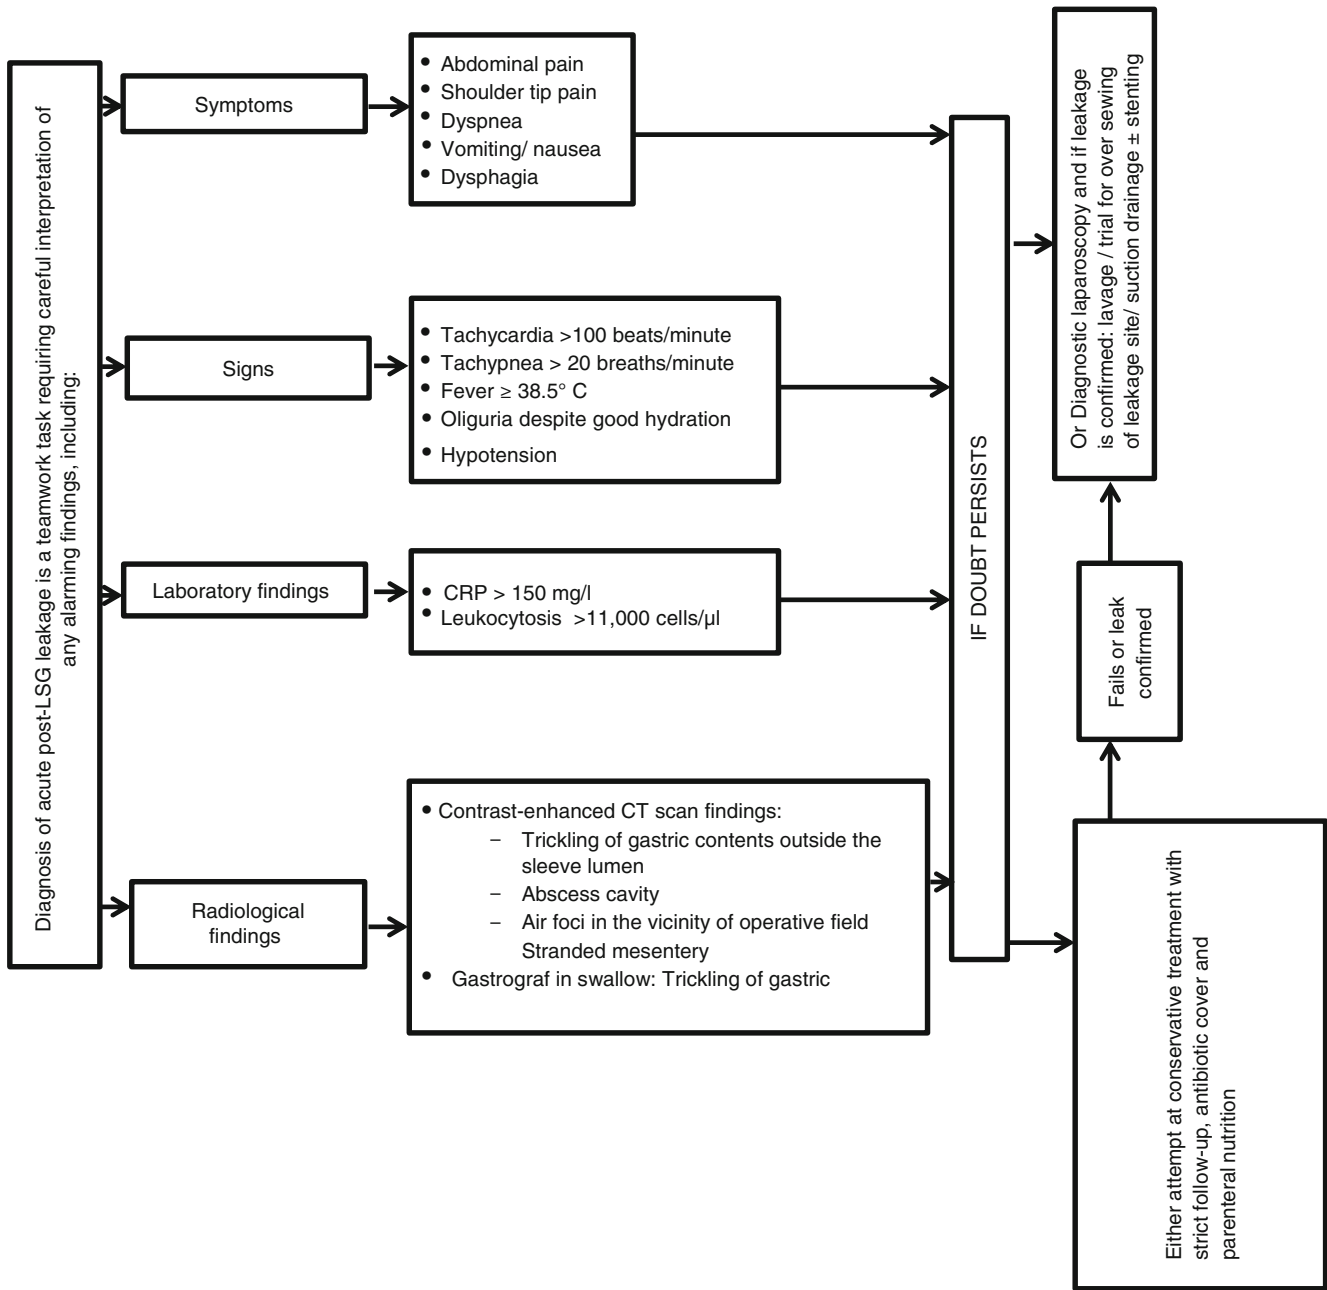 Diagnosis of acute post-LSG leakage is a teamwork task requiring careful interpretation of
any alarming findings, including:
Symptoms
• Abdominal pain
• Shoulder tip pain
• Dyspnea
• Vomiting/ nausea
• Dysphagia
Signs
• Tachycardia >100 beats/minute
• Tachypnea > 20 breaths/minute
• Fever ≥ 38.5° C
• Oliguria despite good hydration
• Hypotension
Laboratory findings
• CRP > 150 mg/l
• Leukocytosis >11,000 cells/µl
Radiological
findings
• Contrast-enhanced CT scan findings:
– Trickling of gastric contents outside the
sleeve lumen
– Abscess cavity
– Air foci in the vicinity of operative field
Stranded mesentery
• Gastrograf in swallow: Trickling of gastric
IF DOUBT PERSISTS
Or Diagnostic laparoscopy and if leakage
is confirmed: lavage / trial for over sewing
of leakage site/ suction drainage ± stenting
Fails or leak
confirmed
Either attempt at conservative treatment with
strict follow-up, antibiotic cover and
parenteral nutrition